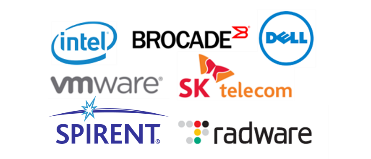 intel
BROCADE
DELL
vmware®
SK telecom
SPIRENT®
radware